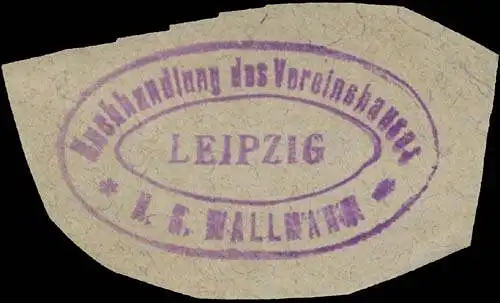 Buchhandlung des Vereinshauses
LEIPZIG
* H. G. WALLMANN *